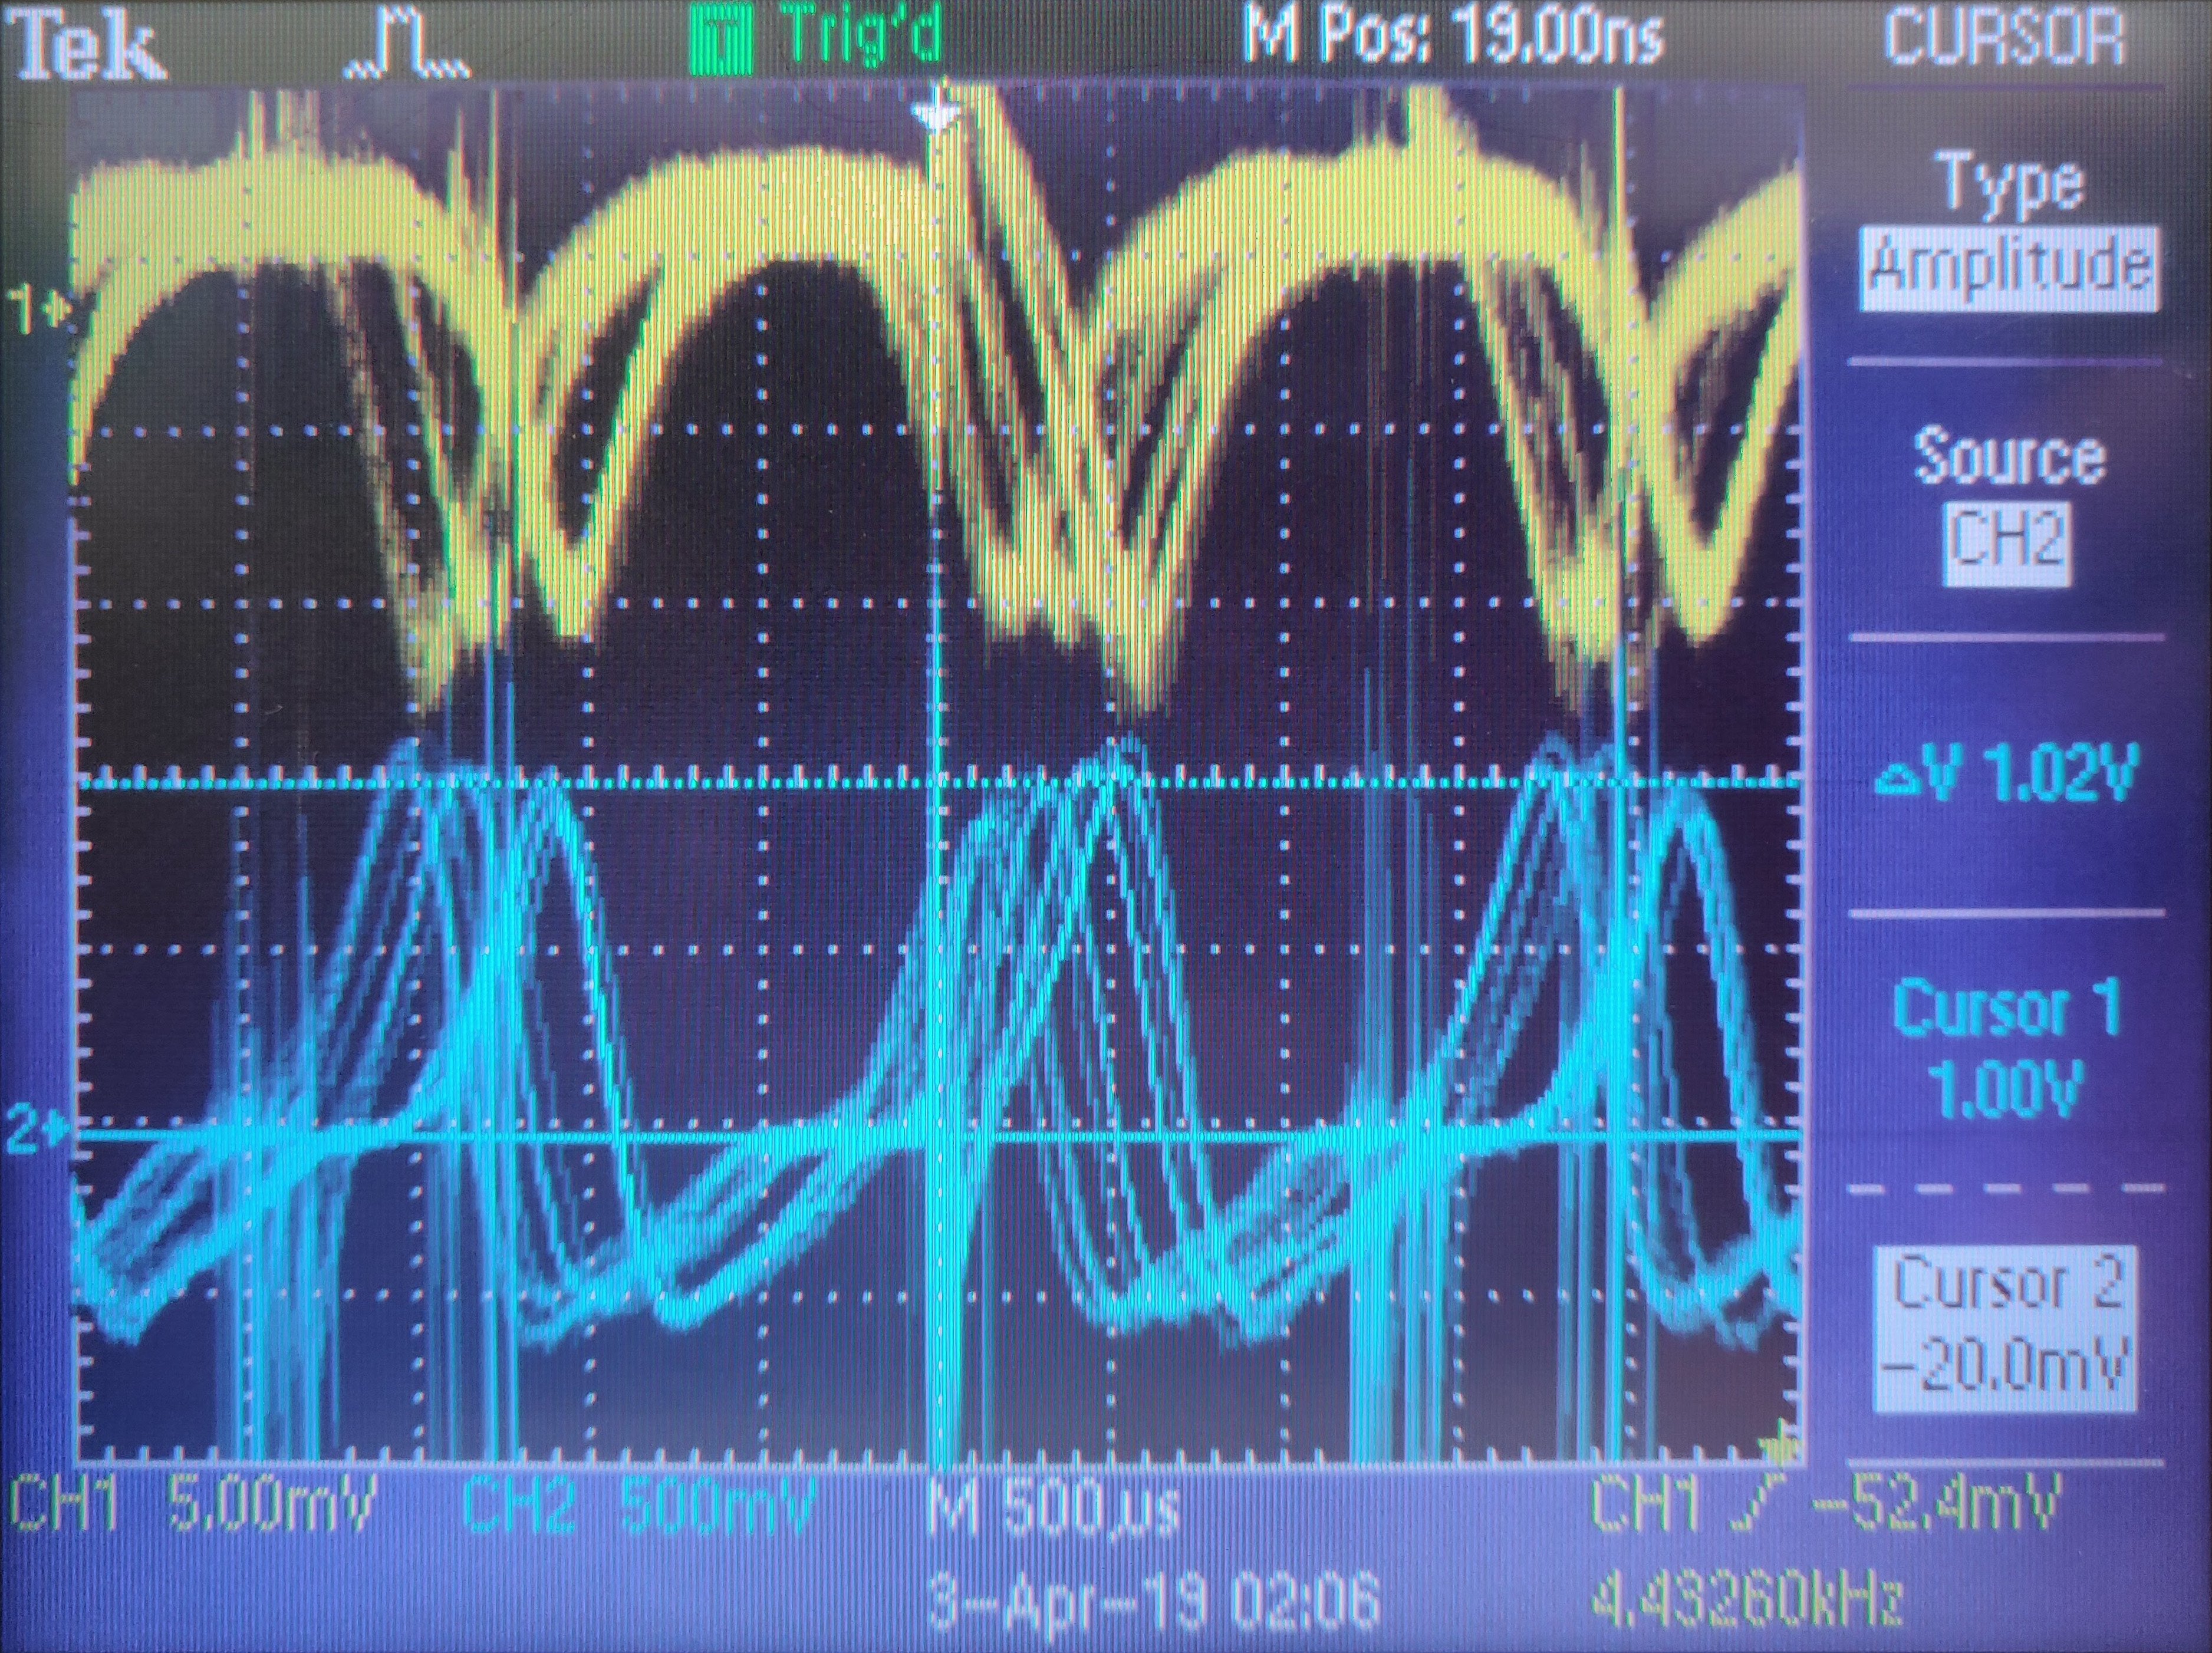 Tek Trig'd M Pos: 19.00ns CURSOR
Type
Amplitude
Source
CH2
1
ΔV 1.02V
Cursor 1
1.00V
2
Cursor 2
-20.0mV
CH1 5.00mV CH2 500mV M 500µs CH1 -52.4mV
3-Apr-19 02:06 4.43260kHz